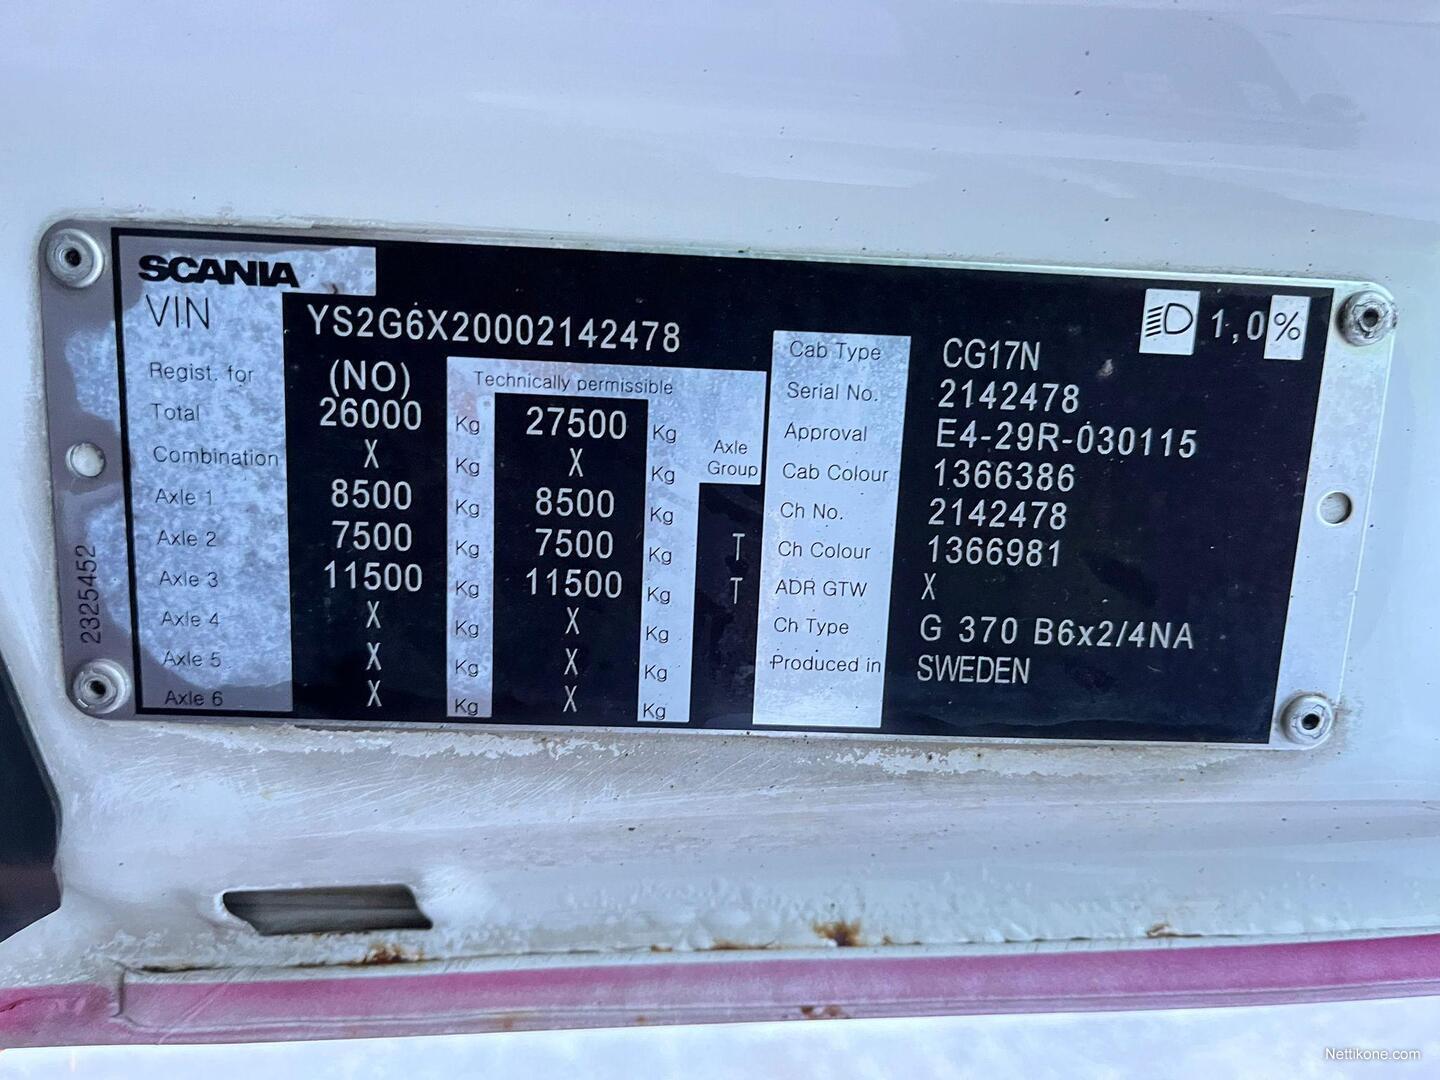 SCANIA
VIN YS2G6X20002142478
1,0 %
Regist. for (NO) Technically permissible
Total 26000 Kg 27500 Kg
Combination X Kg X Kg Axle Group
Axle 1 8500 Kg 8500 Kg
Axle 2 7500 Kg 7500 Kg T
Axle 3 11500 Kg 11500 Kg T
Axle 4 X Kg X Kg
Axle 5 X Kg X Kg
Axle 6 X Kg X Kg
Cab Type CG17N
Serial No. 2142478
Approval E4-29R-030115
Cab Colour 1366386
Ch No. 2142478
Ch Colour 1366981
ADR GTW X
Ch Type G 370 B6x2/4NA
Produced in SWEDEN
2325452
Nettikone.com